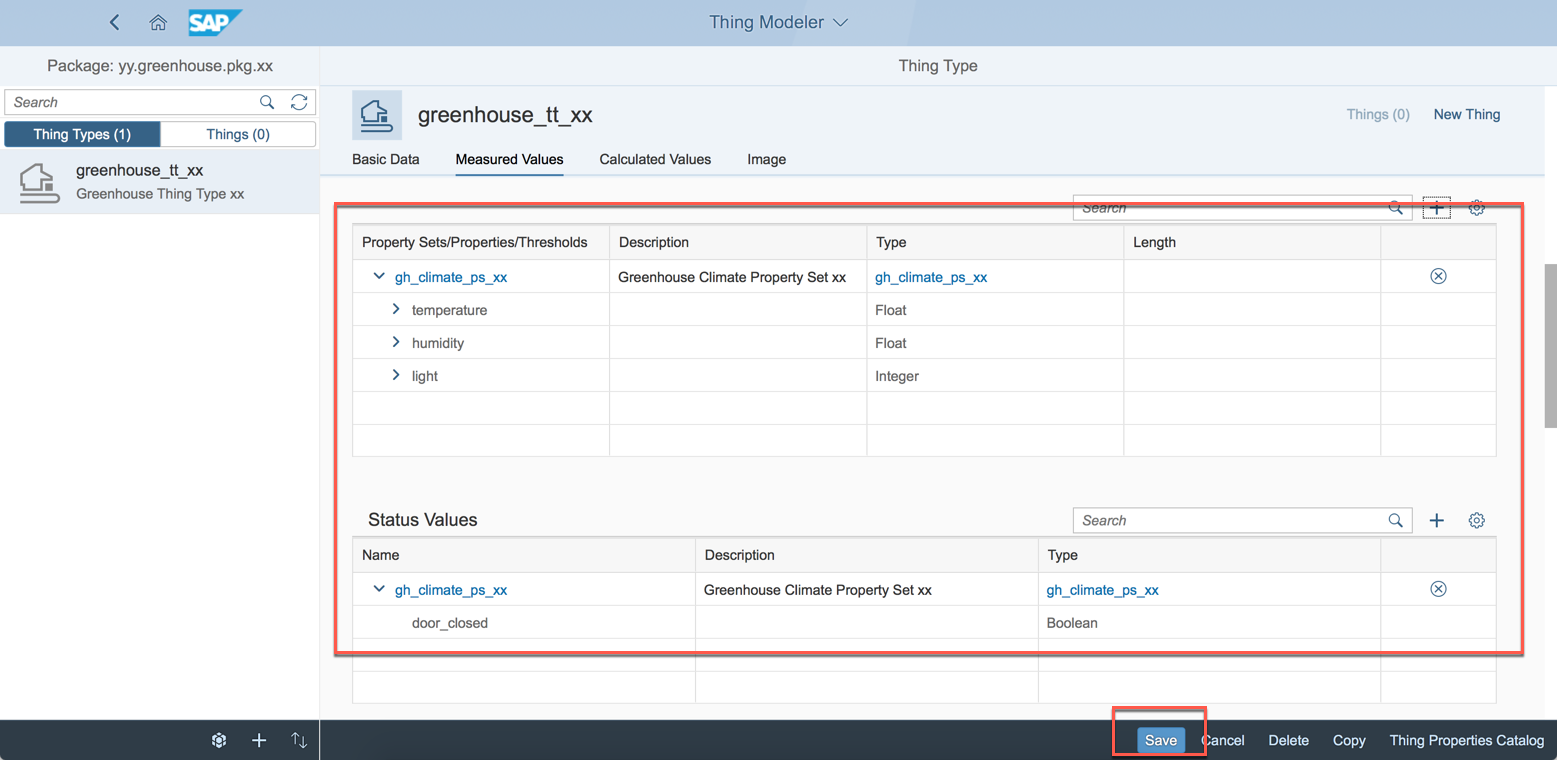 SAP
Thing Modeler
Package: yy.greenhouse.pkg.xx
Thing Type
Search
Thing Types (1)
Things (0)
greenhouse_tt_xx
Greenhouse Thing Type xx
greenhouse_tt_xx
Things (0)
New Thing
Basic Data
Measured Values
Calculated Values
Image
Search
Property Sets/Properties/Thresholds
Description
Type
Length
gh_climate_ps_xx
Greenhouse Climate Property Set xx
gh_climate_ps_xx
temperature
Float
humidity
Float
light
Integer
Status Values
Search
Name
Description
Type
gh_climate_ps_xx
Greenhouse Climate Property Set xx
gh_climate_ps_xx
door_closed
Boolean
Save
Cancel
Delete
Copy
Thing Properties Catalog